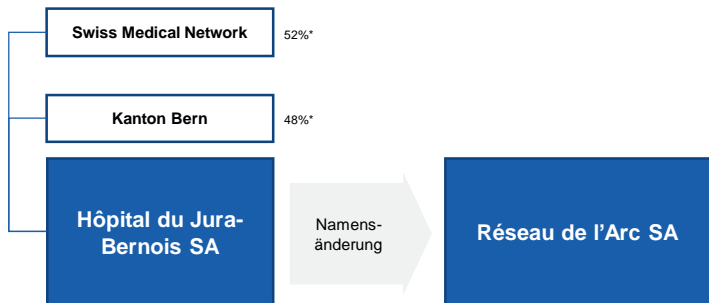 Swiss Medical Network
52%*
Kanton Bern
48%*
Hôpital du Jura-
Bernois SA
Namens-
änderung
Réseau de l’Arc SA